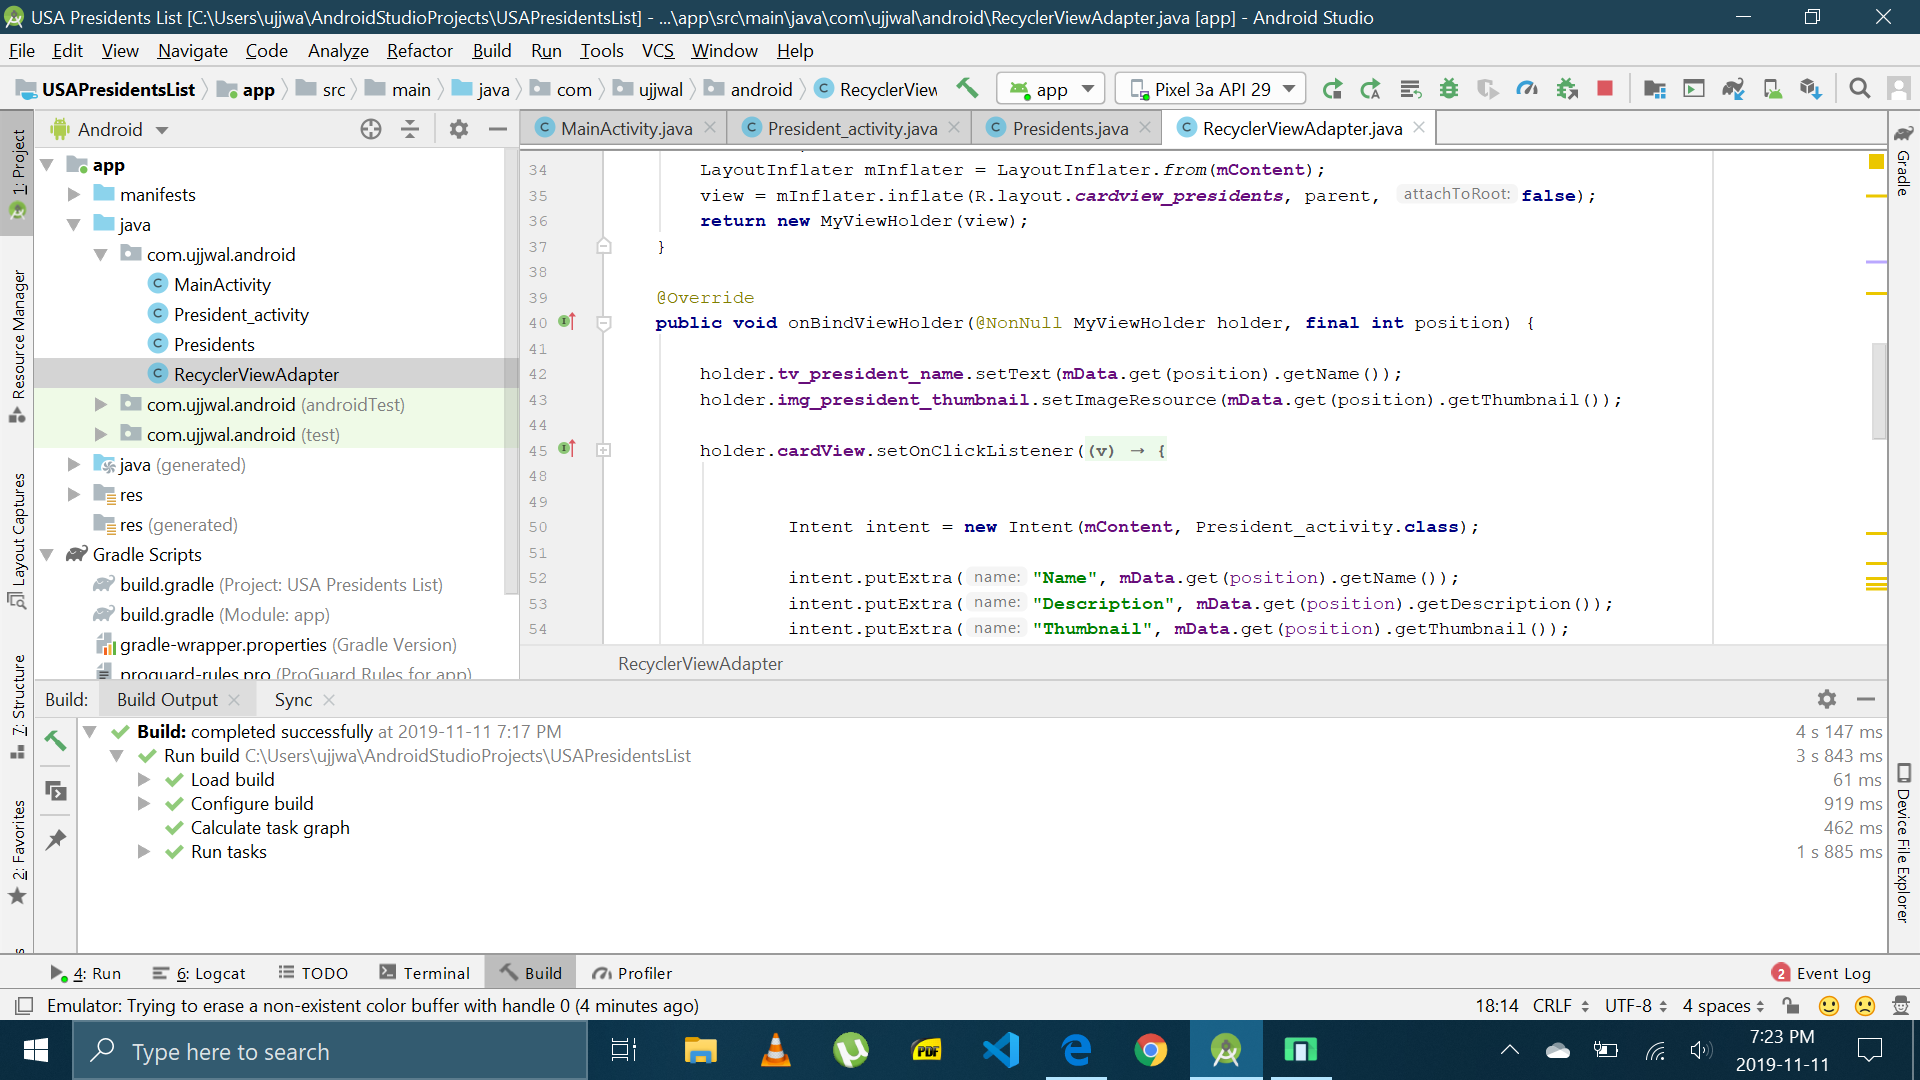 USA Presidents List [C:\Users\ujjwa\AndroidStudioProjects\USAPresidentsList] - ...\app\src\main\java\com\ujjwal\android\RecyclerViewAdapter.java [app] - Android Studio
File Edit View Navigate Code Analyze Refactor Build Run Tools VCS Window Help
USAPresidentsList app src main java com ujjwal android RecyclerView app Pixel 3a API 29
1: Project
Resource Manager
Layout Captures
7: Structure
2: Favorites
Android
app
manifests
java
com.ujjwal.android
MainActivity
President_activity
Presidents
RecyclerViewAdapter
com.ujjwal.android (androidTest)
com.ujjwal.android (test)
java (generated)
res
res (generated)
Gradle Scripts
build.gradle (Project: USA Presidents List)
build.gradle (Module: app)
gradle-wrapper.properties (Gradle Version)
proguard-rules.pro (ProGuard Rules for app)
MainActivity.java President_activity.java Presidents.java RecyclerViewAdapter.java
34 LayoutInflater mInflater = LayoutInflater.from(mContent);
35 view = mInflater.inflate(R.layout.cardview_presidents, parent, attachToRoot: false);
36 return new MyViewHolder(view);
37 }
38
39 @Override
40 public void onBindViewHolder(@NonNull MyViewHolder holder, final int position) {
41
42 holder.tv_president_name.setText(mData.get(position).getName());
43 holder.img_president_thumbnail.setImageResource(mData.get(position).getThumbnail());
44
45 holder.cardView.setOnClickListener((v) → {
48
49
50 Intent intent = new Intent(mContent, President_activity.class);
51
52 intent.putExtra( name: "Name", mData.get(position).getName());
53 intent.putExtra( name: "Description", mData.get(position).getDescription());
54 intent.putExtra( name: "Thumbnail", mData.get(position).getThumbnail());
RecyclerViewAdapter
Gradle
Device File Explorer
Build: Build Output Sync
Build: completed successfully at 2019-11-11 7:17 PM 4 s 147 ms
Run build C:\Users\ujjwa\AndroidStudioProjects\USAPresidentsList 3 s 843 ms
Load build 61 ms
Configure build 919 ms
Calculate task graph 462 ms
Run tasks 1 s 885 ms
4: Run 6: Logcat TODO Terminal Build Profiler 2 Event Log
Emulator: Trying to erase a non-existent color buffer with handle 0 (4 minutes ago) 18:14 CRLF UTF-8 4 spaces
Type here to search PDF 7:23 PM
2019-11-11